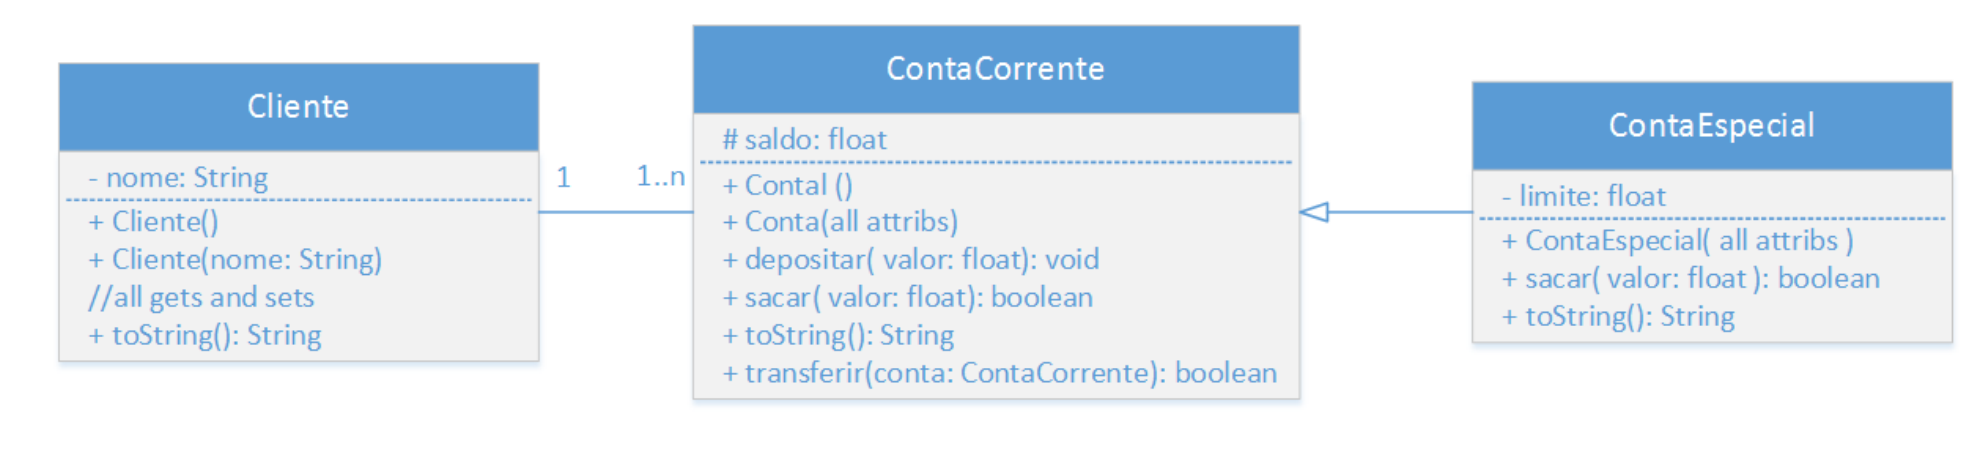 Cliente
- nome: String
+ Cliente()
+ Cliente(nome: String)
//all gets and sets
+ toString(): String
1
1..n
ContaCorrente
# saldo: float
+ Contal ()
+ Conta(all attribs)
+ depositar( valor: float): void
+ sacar( valor: float): boolean
+ toString(): String
+ transferir(conta: ContaCorrente): boolean
ContaEspecial
- limite: float
+ ContaEspecial( all attribs )
+ sacar( valor: float ): boolean
+ toString(): String